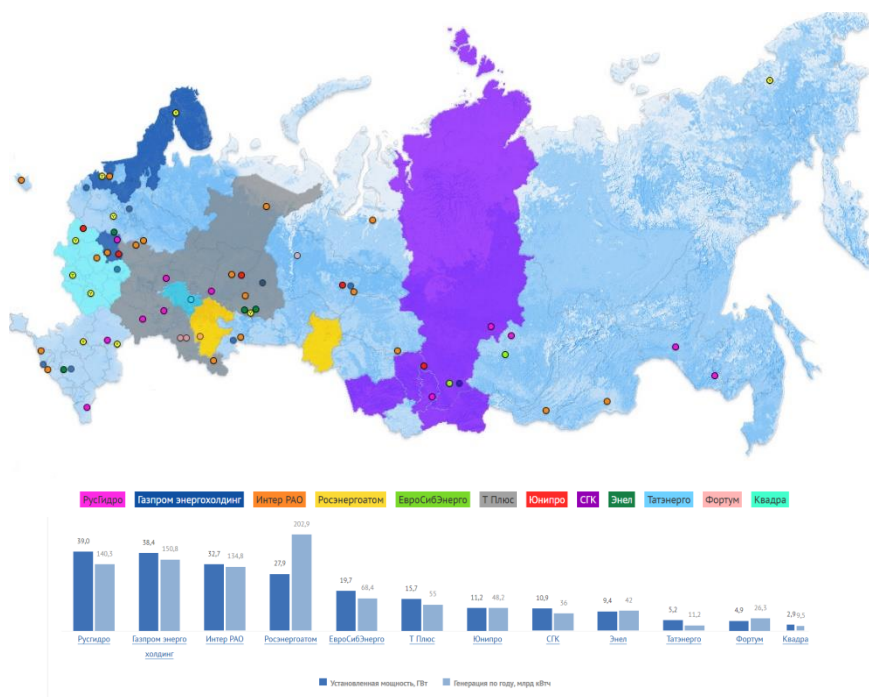 РусГидро Газпром энергохолдинг Интер РАО Росэнергоатом ЕвроСибЭнерго Т Плюс Юнипро СГК Энел Татэнерго Фортум Квадра
39,0 140,3 38,4 150,8 32,7 134,8 27,9 202,9 19,7 68,4 15,7 55 11,2 48,2 10,9 36 9,4 42 5,2 11,2 4,9 26,3 2,9 9,5
Русгидро Газпром энерго Интер РАО Росэнергоатом ЕвроСибЭнерго Т Плюс Юнипро СГК Энел Татэнерго Фортум Квадра
холдинг
Установленная мощность, ГВт Генерация по году, млрд кВтч